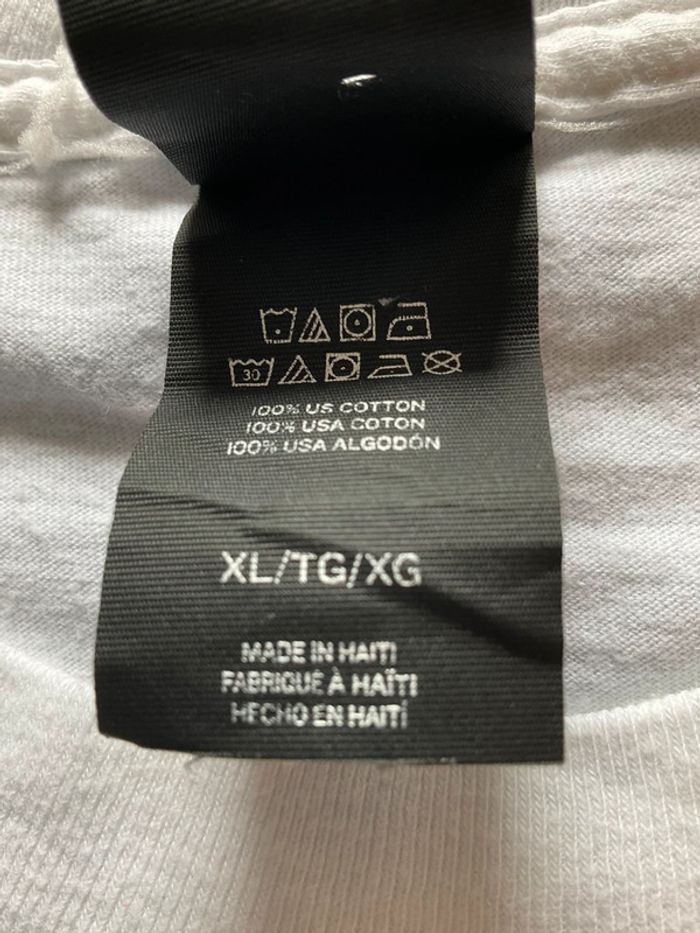 30
100% US COTTON
100% USA COTON
100% USA ALGODÓN
XL/TG/XG
MADE IN HAITI
FABRIQUÉ À HAÏTI
HECHO EN HAITÍ